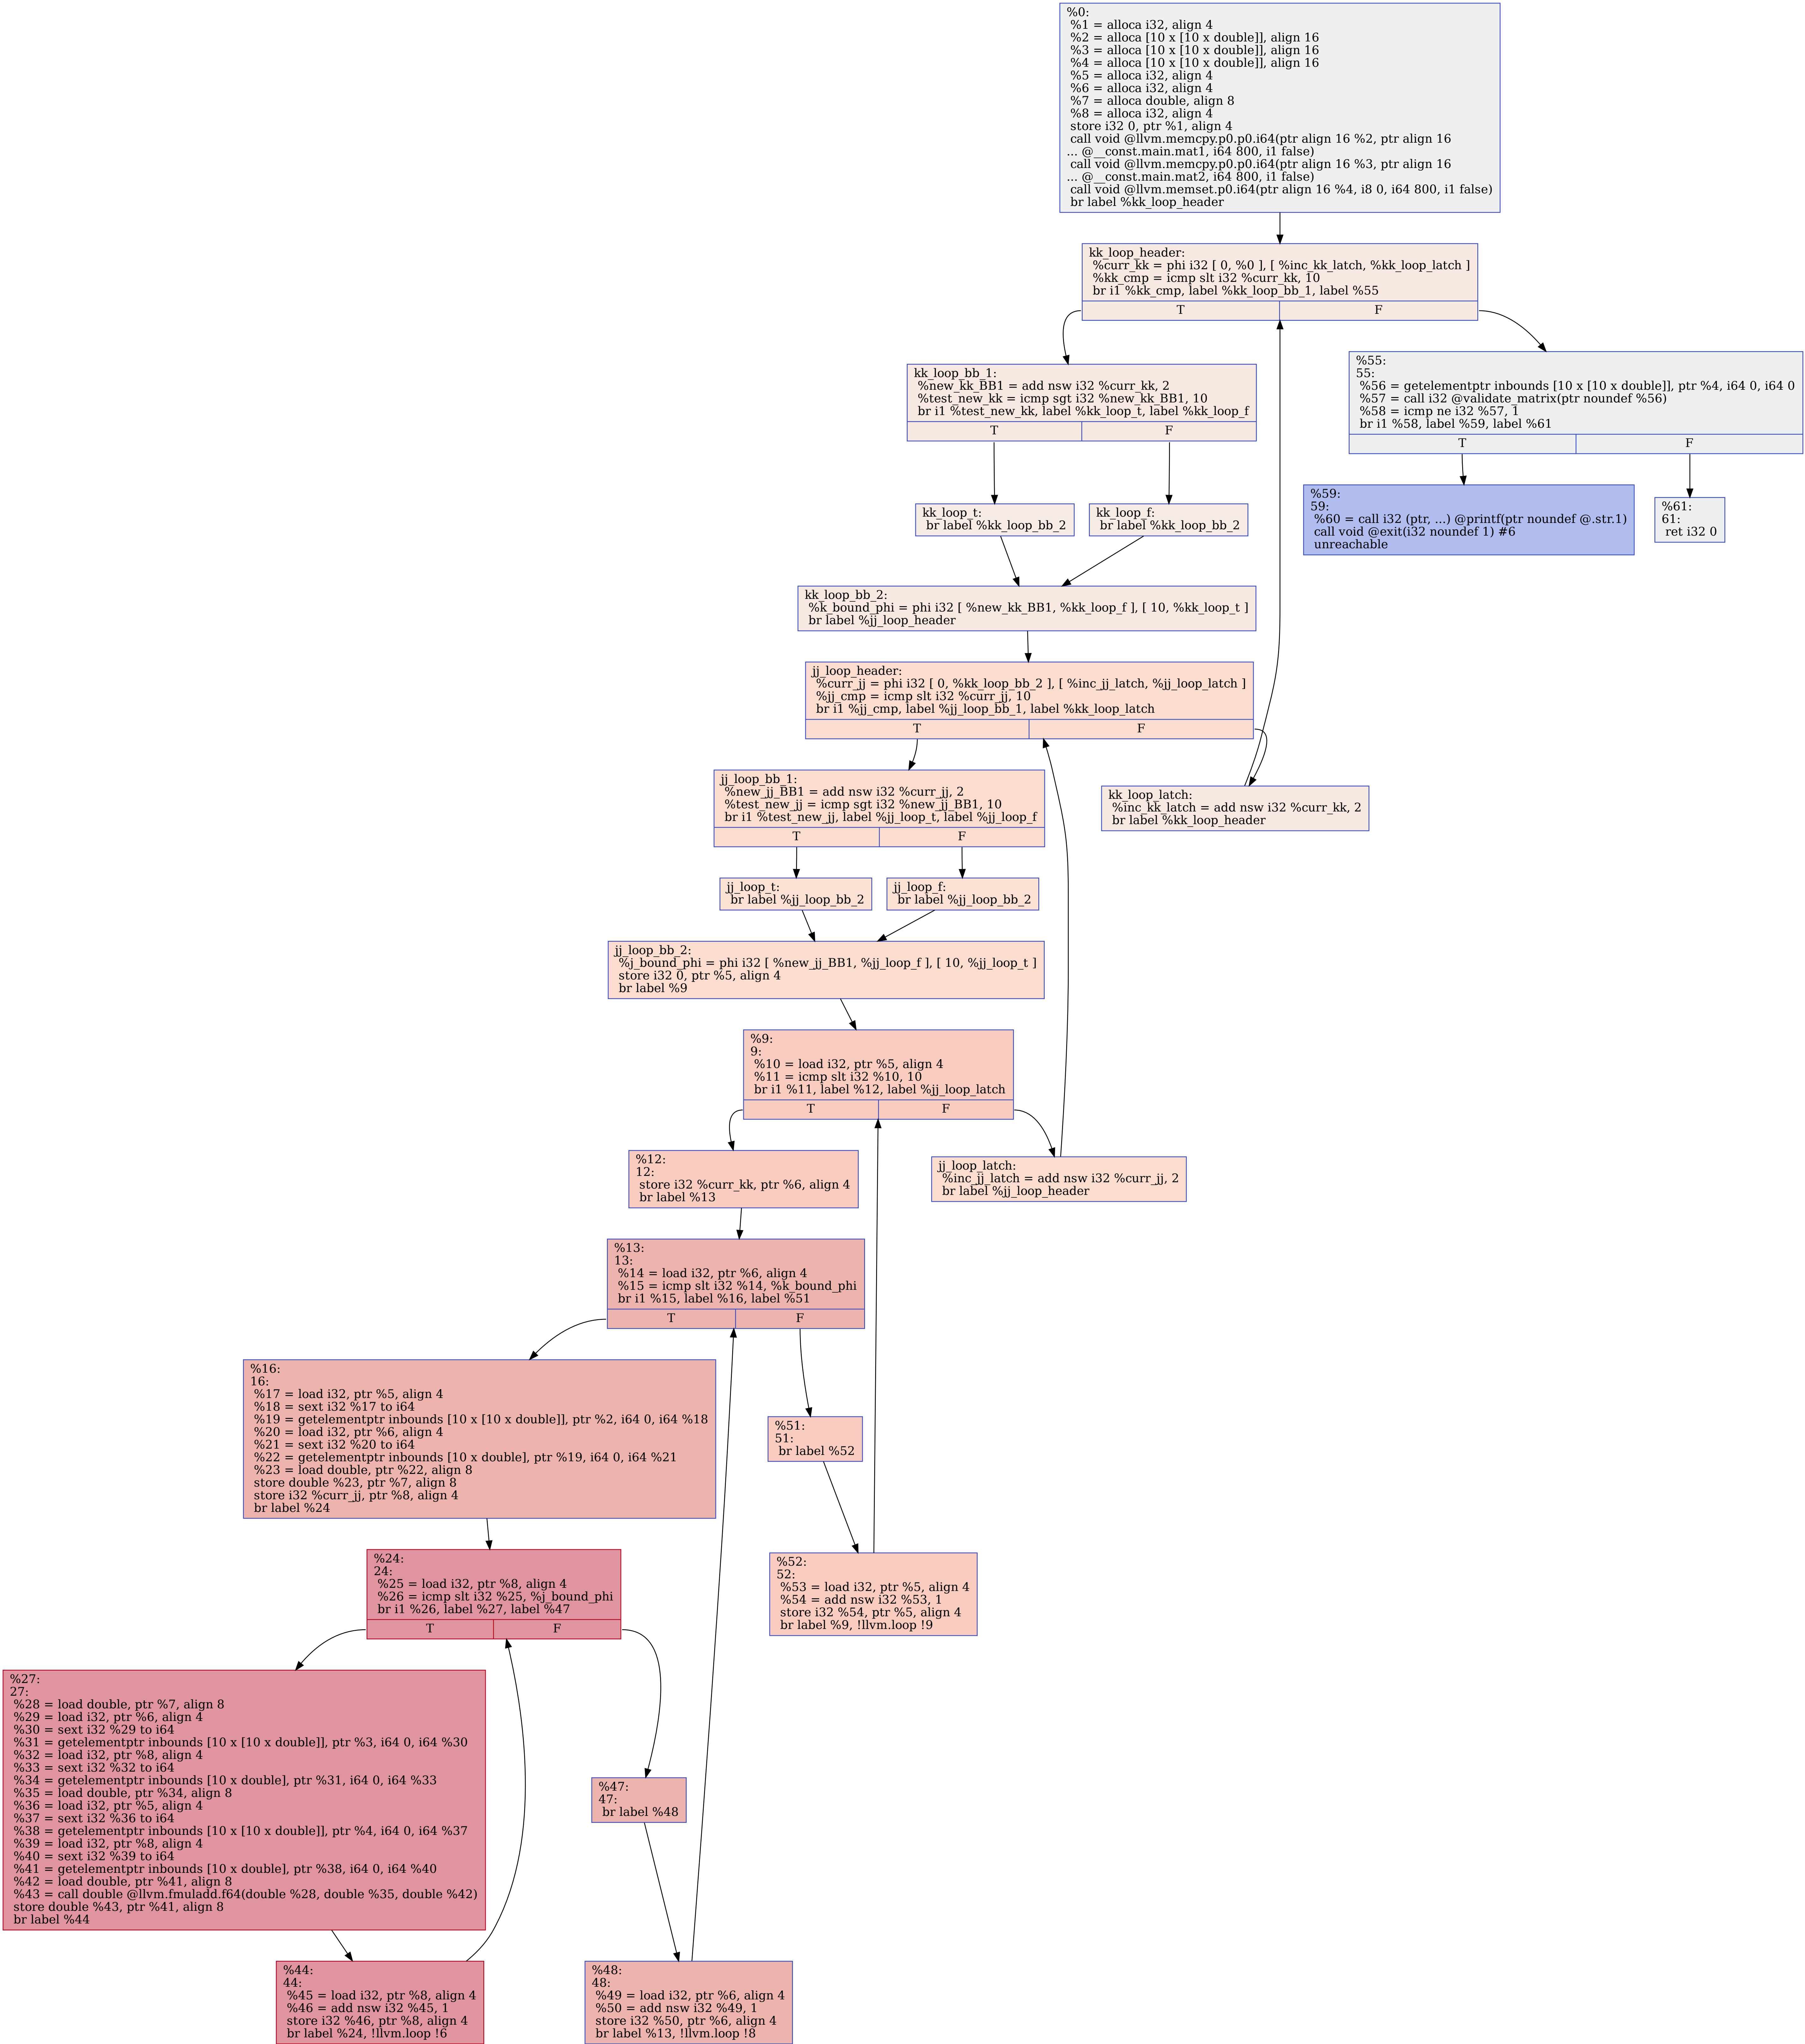 %0:
%1 = alloca i32, align 4
%2 = alloca [10 x [10 x double]], align 16
%3 = alloca [10 x [10 x double]], align 16
%4 = alloca [10 x [10 x double]], align 16
%5 = alloca i32, align 4
%6 = alloca i32, align 4
%7 = alloca double, align 8
%8 = alloca i32, align 4
store i32 0, ptr %1, align 4
call void @llvm.memcpy.p0.p0.i64(ptr align 16 %2, ptr align 16
... @__const.main.mat1, i64 800, i1 false)
call void @llvm.memcpy.p0.p0.i64(ptr align 16 %3, ptr align 16
... @__const.main.mat2, i64 800, i1 false)
call void @llvm.memset.p0.i64(ptr align 16 %4, i8 0, i64 800, i1 false)
br label %kk_loop_header
kk_loop_header:
%curr_kk = phi i32 [ 0, %0 ], [ %inc_kk_latch, %kk_loop_latch ]
%kk_cmp = icmp slt i32 %curr_kk, 10
br i1 %kk_cmp, label %kk_loop_bb_1, label %55
T F
kk_loop_bb_1:
%new_kk_BB1 = add nsw i32 %curr_kk, 2
%test_new_kk = icmp sgt i32 %new_kk_BB1, 10
br i1 %test_new_kk, label %kk_loop_t, label %kk_loop_f
T F
%55:
55:
%56 = getelementptr inbounds [10 x [10 x double]], ptr %4, i64 0, i64 0
%57 = call i32 @validate_matrix(ptr noundef %56)
%58 = icmp ne i32 %57, 1
br i1 %58, label %59, label %61
T F
kk_loop_t:
br label %kk_loop_bb_2
kk_loop_f:
br label %kk_loop_bb_2
%59:
59:
%60 = call i32 (ptr, ...) @printf(ptr noundef @.str.1)
call void @exit(i32 noundef 1) #6
unreachable
%61:
61:
ret i32 0
kk_loop_bb_2:
%k_bound_phi = phi i32 [ %new_kk_BB1, %kk_loop_f ], [ 10, %kk_loop_t ]
br label %jj_loop_header
jj_loop_header:
%curr_jj = phi i32 [ 0, %kk_loop_bb_2 ], [ %inc_jj_latch, %jj_loop_latch ]
%jj_cmp = icmp slt i32 %curr_jj, 10
br i1 %jj_cmp, label %jj_loop_bb_1, label %kk_loop_latch
T F
jj_loop_bb_1:
%new_jj_BB1 = add nsw i32 %curr_jj, 2
%test_new_jj = icmp sgt i32 %new_jj_BB1, 10
br i1 %test_new_jj, label %jj_loop_t, label %jj_loop_f
T F
kk_loop_latch:
%inc_kk_latch = add nsw i32 %curr_kk, 2
br label %kk_loop_header
jj_loop_t:
br label %jj_loop_bb_2
jj_loop_f:
br label %jj_loop_bb_2
jj_loop_bb_2:
%j_bound_phi = phi i32 [ %new_jj_BB1, %jj_loop_f ], [ 10, %jj_loop_t ]
store i32 0, ptr %5, align 4
br label %9
%9:
9:
%10 = load i32, ptr %5, align 4
%11 = icmp slt i32 %10, 10
br i1 %11, label %12, label %jj_loop_latch
T F
%12:
12:
store i32 %curr_kk, ptr %6, align 4
br label %13
jj_loop_latch:
%inc_jj_latch = add nsw i32 %curr_jj, 2
br label %jj_loop_header
%13:
13:
%14 = load i32, ptr %6, align 4
%15 = icmp slt i32 %14, %k_bound_phi
br i1 %15, label %16, label %51
T F
%16:
16:
%17 = load i32, ptr %5, align 4
%18 = sext i32 %17 to i64
%19 = getelementptr inbounds [10 x [10 x double]], ptr %2, i64 0, i64 %18
%20 = load i32, ptr %6, align 4
%21 = sext i32 %20 to i64
%22 = getelementptr inbounds [10 x double], ptr %19, i64 0, i64 %21
%23 = load double, ptr %22, align 8
store double %23, ptr %7, align 8
store i32 %curr_jj, ptr %8, align 4
br label %24
%51:
51:
br label %52
%24:
24:
%25 = load i32, ptr %8, align 4
%26 = icmp slt i32 %25, %j_bound_phi
br i1 %26, label %27, label %47
T F
%52:
52:
%53 = load i32, ptr %5, align 4
%54 = add nsw i32 %53, 1
store i32 %54, ptr %5, align 4
br label %9, !llvm.loop !9
%27:
27:
%28 = load double, ptr %7, align 8
%29 = load i32, ptr %6, align 4
%30 = sext i32 %29 to i64
%31 = getelementptr inbounds [10 x [10 x double]], ptr %3, i64 0, i64 %30
%32 = load i32, ptr %8, align 4
%33 = sext i32 %32 to i64
%34 = getelementptr inbounds [10 x double], ptr %31, i64 0, i64 %33
%35 = load double, ptr %34, align 8
%36 = load i32, ptr %5, align 4
%37 = sext i32 %36 to i64
%38 = getelementptr inbounds [10 x [10 x double]], ptr %4, i64 0, i64 %37
%39 = load i32, ptr %8, align 4
%40 = sext i32 %39 to i64
%41 = getelementptr inbounds [10 x double], ptr %38, i64 0, i64 %40
%42 = load double, ptr %41, align 8
%43 = call double @llvm.fmuladd.f64(double %28, double %35, double %42)
store double %43, ptr %41, align 8
br label %44
%47:
47:
br label %48
%44:
44:
%45 = load i32, ptr %8, align 4
%46 = add nsw i32 %45, 1
store i32 %46, ptr %8, align 4
br label %24, !llvm.loop !6
%48:
48:
%49 = load i32, ptr %6, align 4
%50 = add nsw i32 %49, 1
store i32 %50, ptr %6, align 4
br label %13, !llvm.loop !8